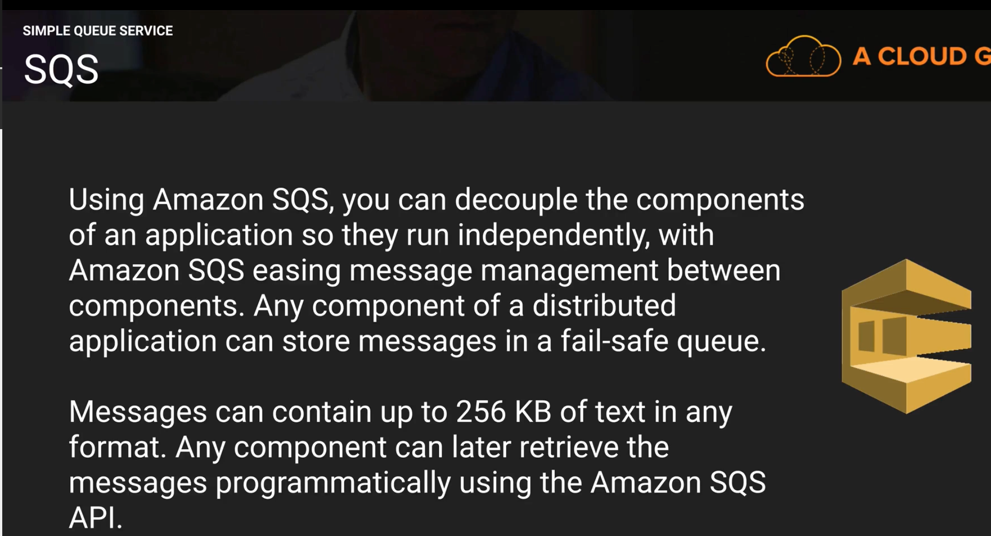 SIMPLE QUEUE SERVICE
SQS
A CLOUD G
Using Amazon SQS, you can decouple the components
of an application so they run independently, with
Amazon SQS easing message management between
components. Any component of a distributed
application can store messages in a fail-safe queue.
Messages can contain up to 256 KB of text in any
format. Any component can later retrieve the
messages programmatically using the Amazon SQS
API.